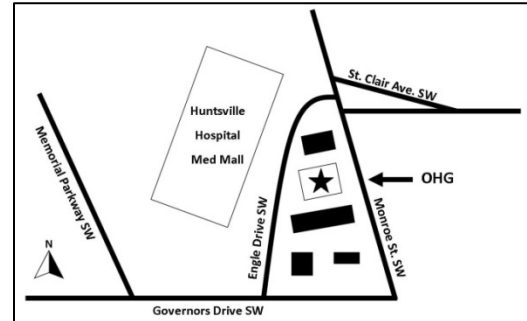 St. Clair Ave. SW
Huntsville
Hospital
Med Mall
Memorial Parkway SW
OHG
Engle Drive SW
Monroe St. SW
N
Governors Drive SW